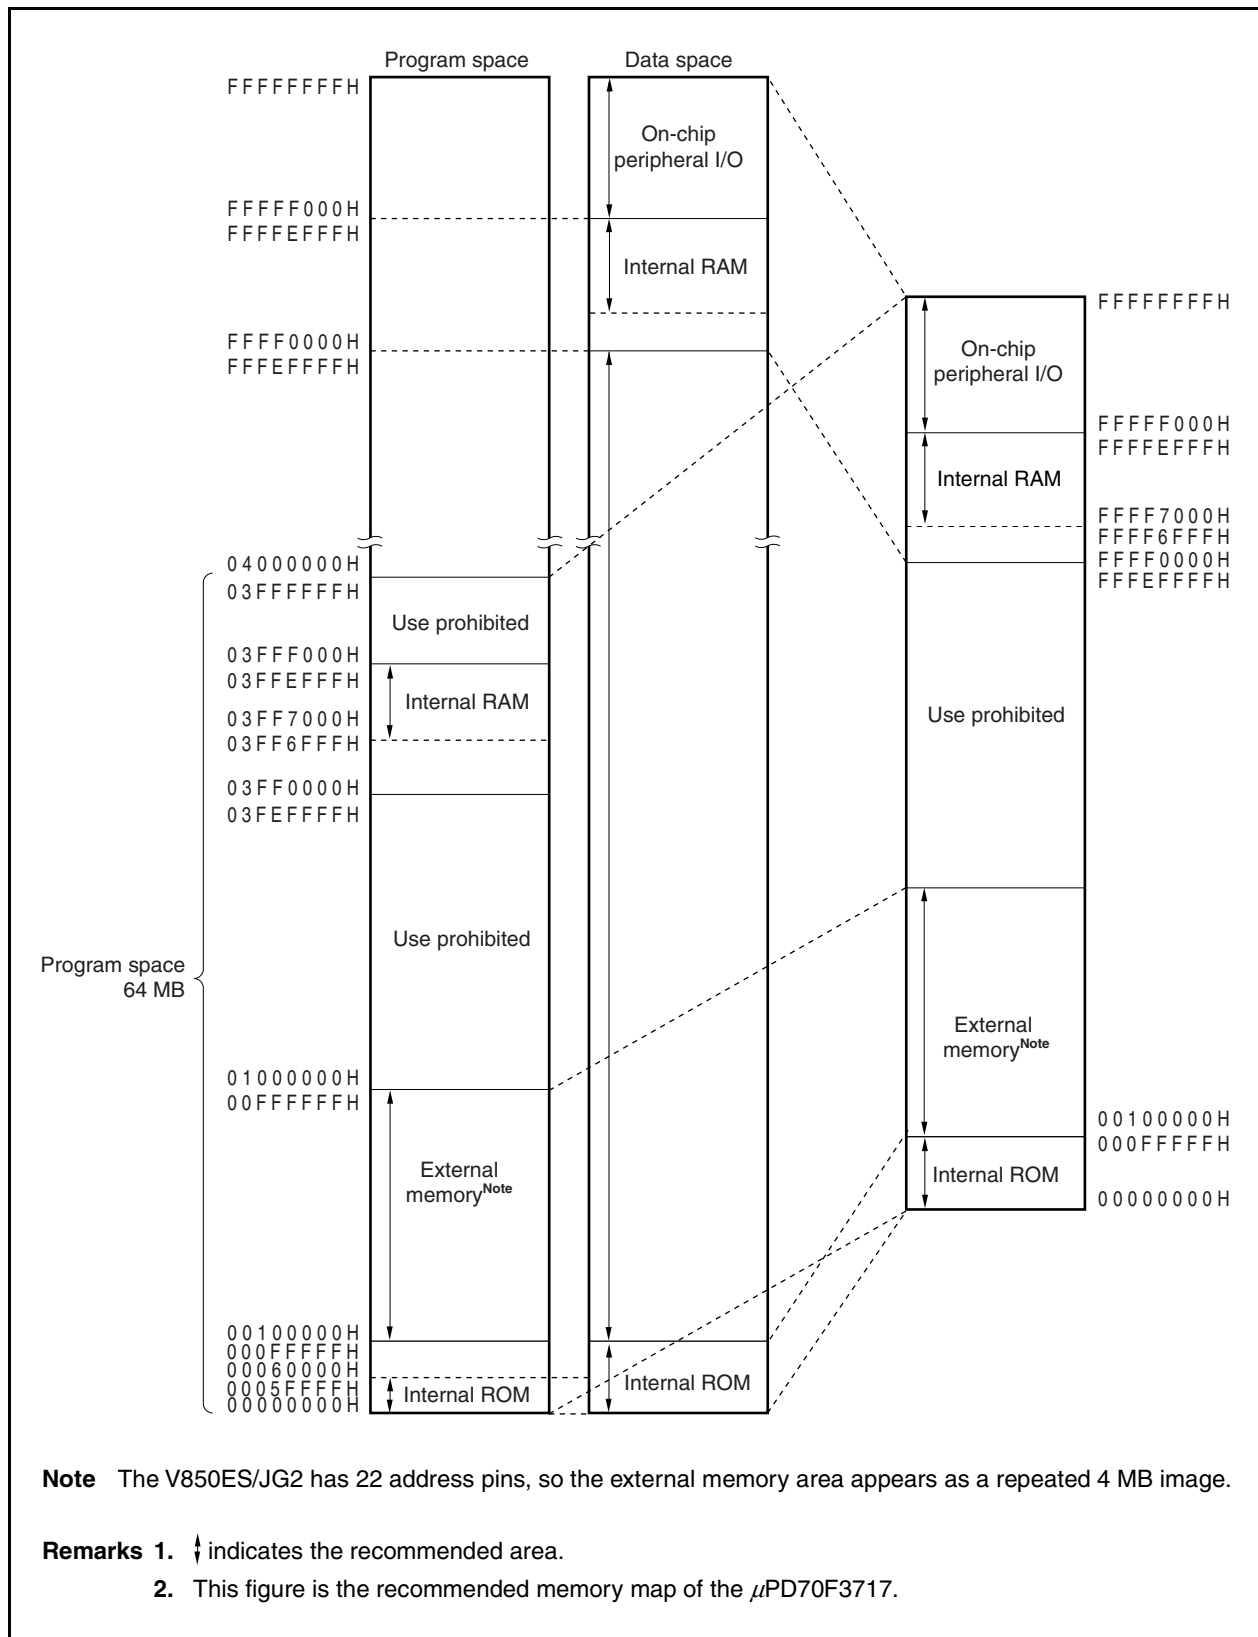 Program space
Data space
FFFFFFFFH
On-chip
peripheral I/O
FFFFF000H
FFFFEFFFH
Internal RAM
FFFF0000H
FFFEFFFFH
04000000H
03FFFFFFH
Use prohibited
03FFF000H
03FFEFFFH
Internal RAM
03FF7000H
03FF6FFFH
03FF0000H
03FEFFFFH
Use prohibited
Program space
64 MB
01000000H
00FFFFFFH
External
memoryNote
00100000H
000FFFFFH
00060000H
0005FFFFH
00000000H
Internal ROM
Internal ROM
FFFFFFFFH
On-chip
peripheral I/O
FFFFF000H
FFFFEFFFH
Internal RAM
FFFF7000H
FFFF6FFFH
FFFF0000H
FFFEFFFFH
Use prohibited
External
memoryNote
00100000H
000FFFFFH
Internal ROM
00000000H
Note The V850ES/JG2 has 22 address pins, so the external memory area appears as a repeated 4 MB image.
Remarks 1. ↕ indicates the recommended area.
2. This figure is the recommended memory map of the μPD70F3717.